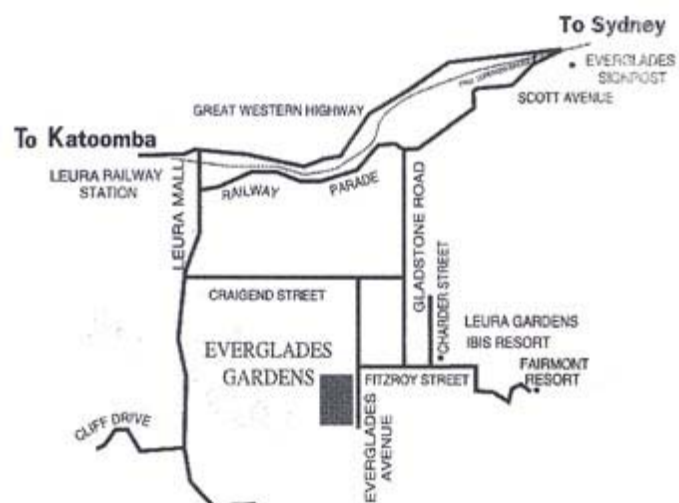 To Sydney
EVERGLADES
SIGNPOST
SCOTT AVENUE
GREAT WESTERN HIGHWAY
To Katoomba
LEURA RAILWAY
STATION
LEURA MALL
RAILWAY
PARADE
GLADSTONE ROAD
CHARDER STREET
CRAIGEND STREET
LEURA GARDENS
IBIS RESORT
EVERGLADES
GARDENS
FAIRMONT
RESORT
FITZROY STREET
EVERGLADES
AVENUE
CLIFF DRIVE